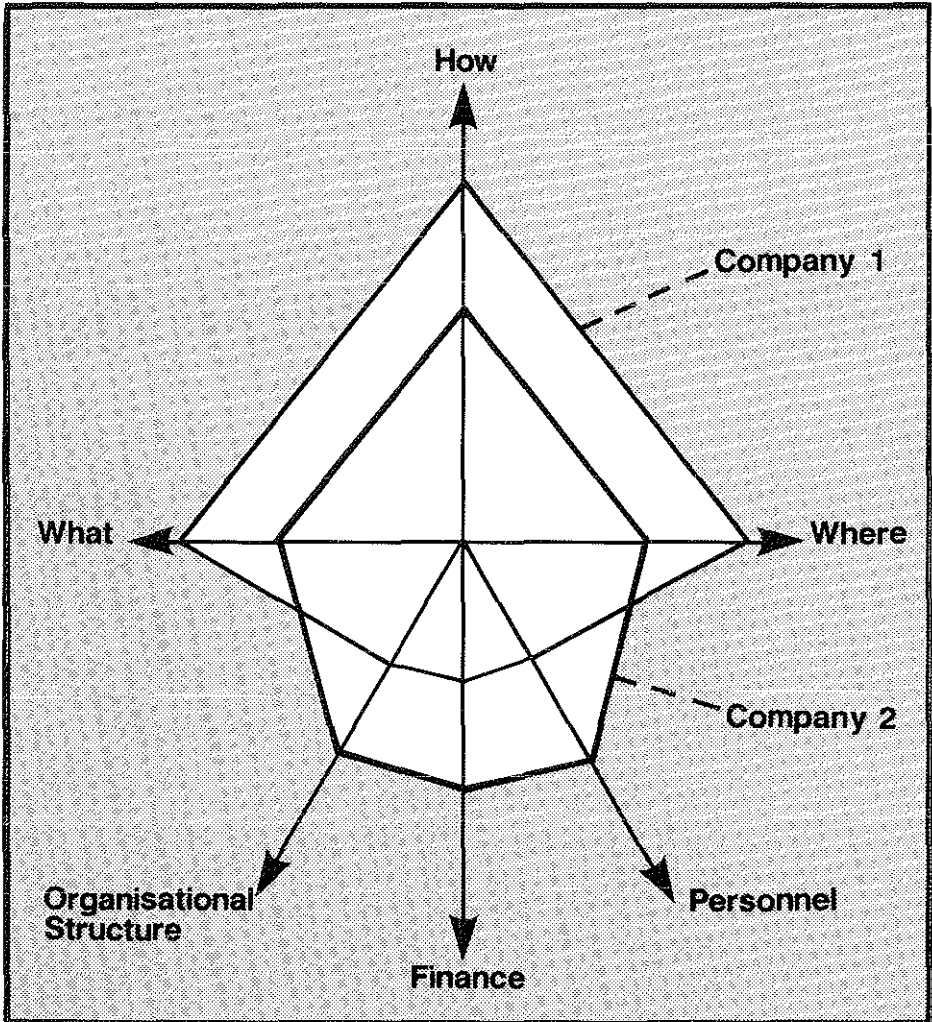 How
Company 1
What
Where
Company 2
Organisational
Structure
Personnel
Finance